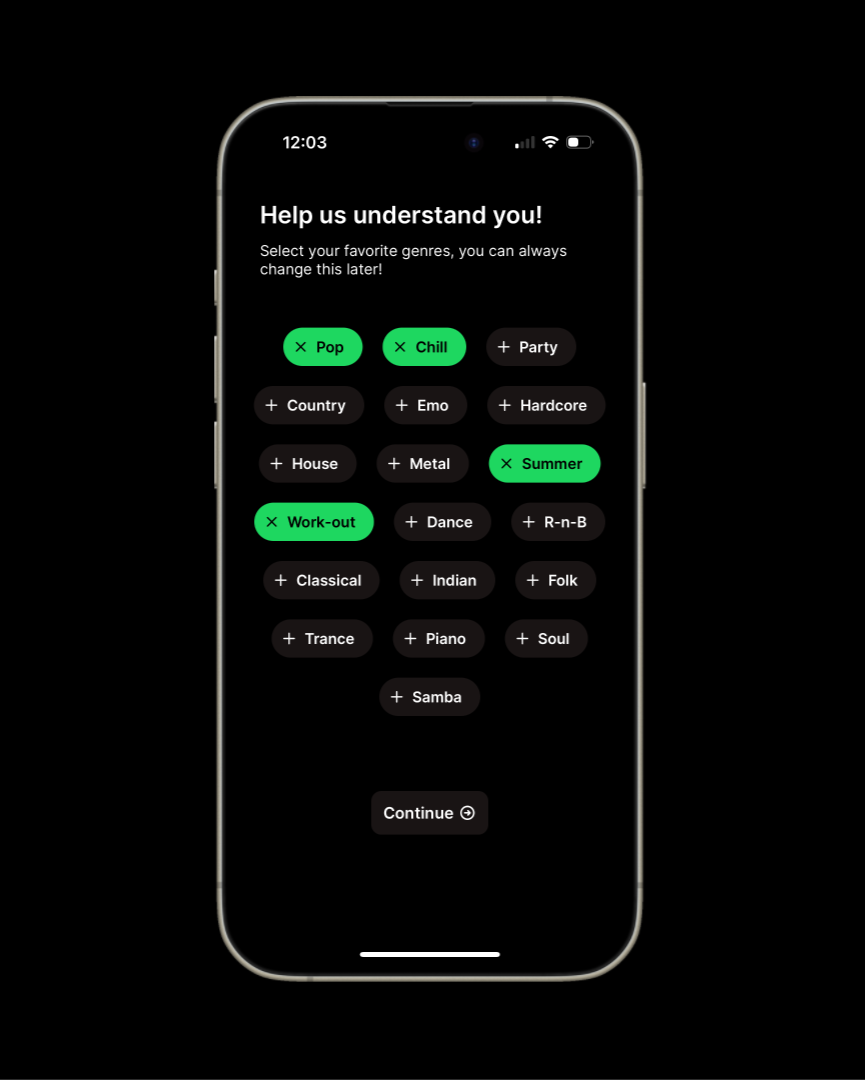 12:03
Help us understand you!
Select your favorite genres, you can always
change this later!
Pop Chill Party
Country Emo Hardcore
House Metal Summer
Work-out Dance R-n-B
Classical Indian Folk
Trance Piano Soul
Samba
Continue